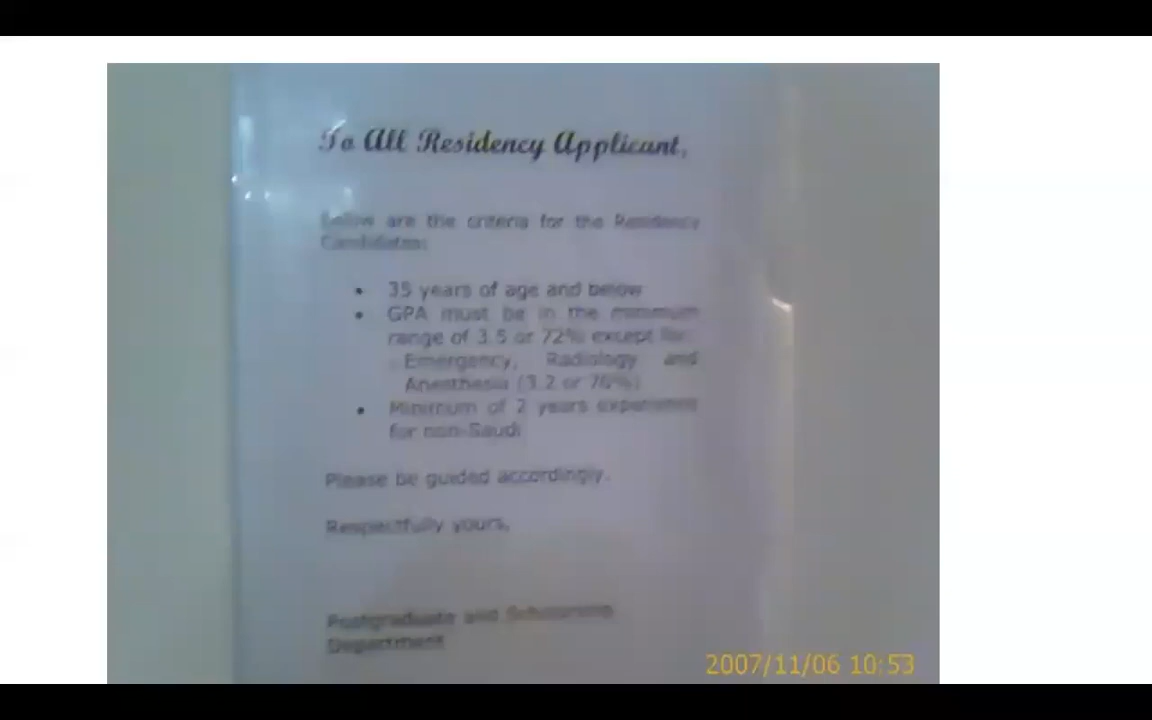 To All Residency Applicant,
Below are the criteria for the Residency
Candidates:
• 35 years of age and below
• GPA must be in the minimum
range of 3.5 or 72% except for:
Emergency, Radiology and
Anesthesia (3.2 or
• Minimum of 2 years experience
for non-Saudi
Please be guided accordingly.
Respectfully yours,
Postgraduate and Scholarship
Department
2007/11/06 10:53